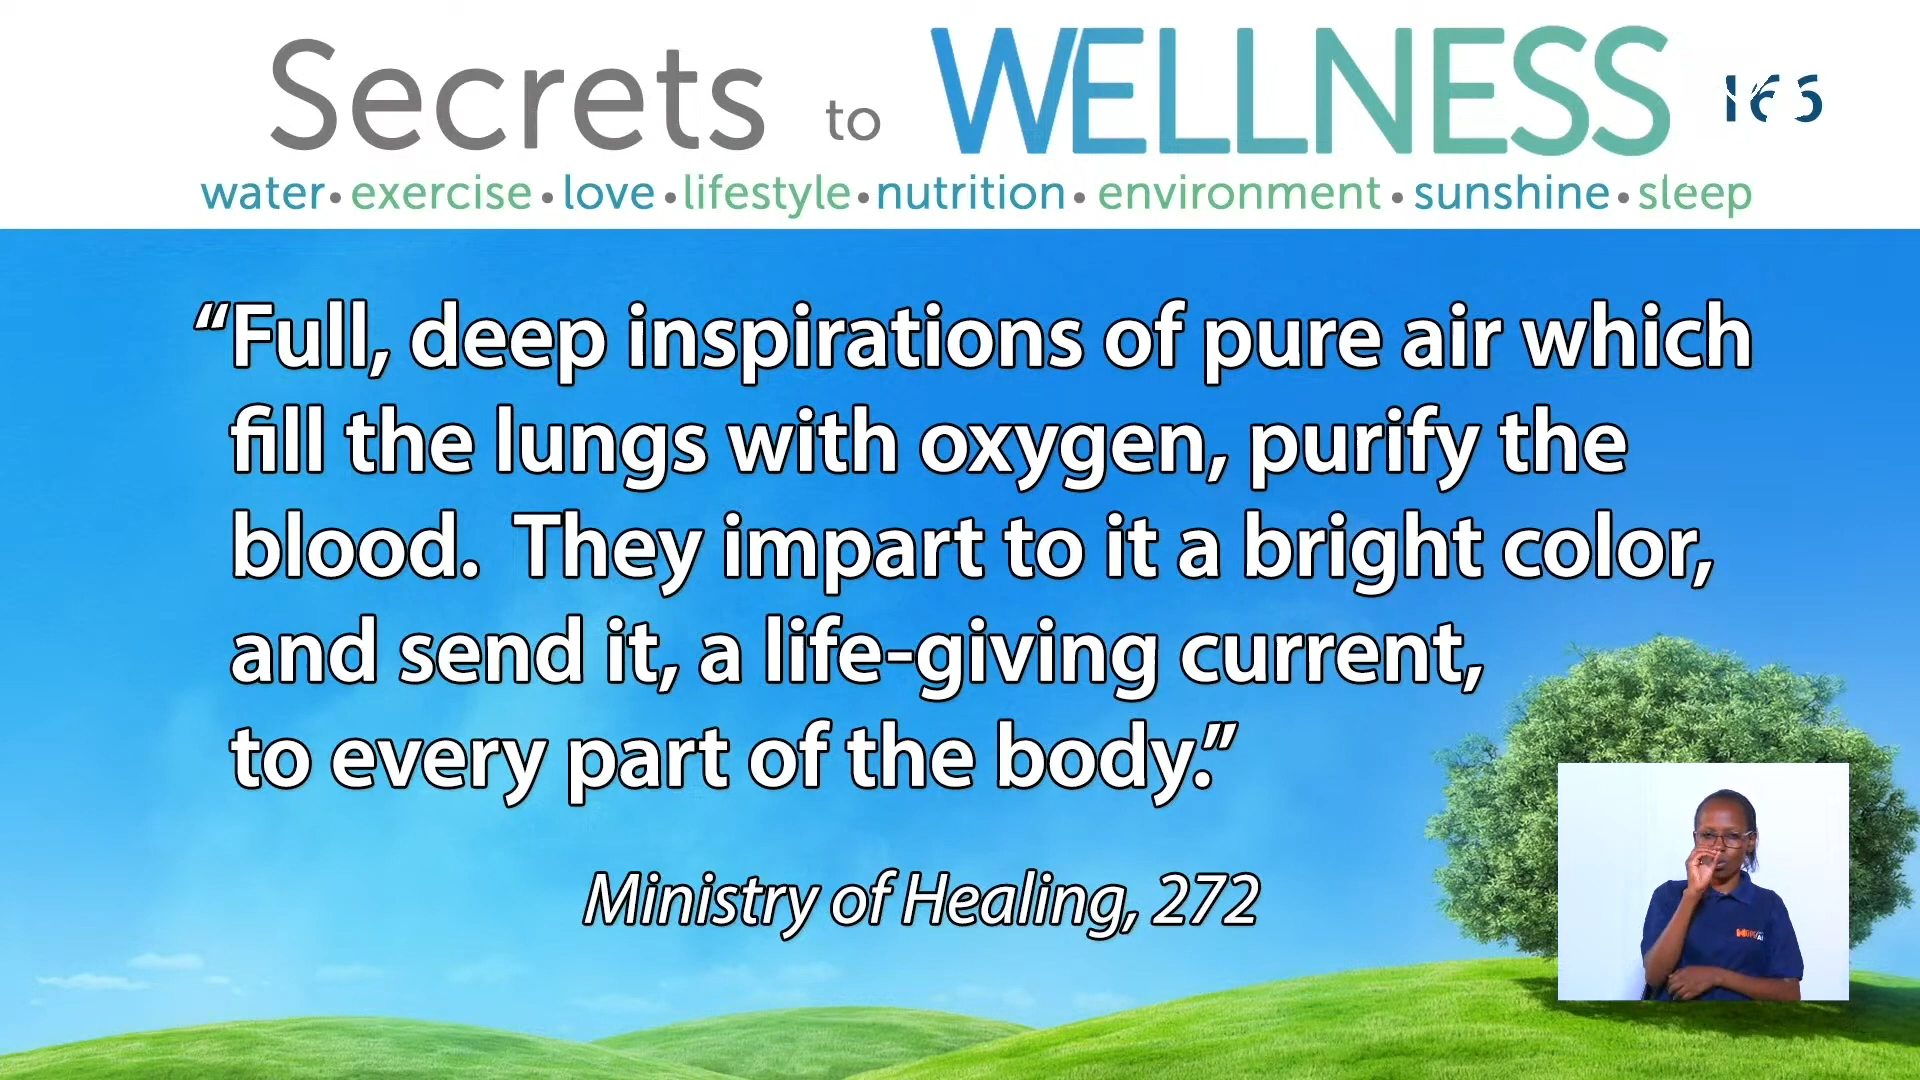 Secrets to WELLNESS
water • exercise • love • lifestyle • nutrition • environment • sunshine • sleep
“Full, deep inspirations of pure air which
fill the lungs with oxygen, purify the
blood. They impart to it a bright color,
and send it, a life-giving current,
to every part of the body.”
Ministry of Healing, 272